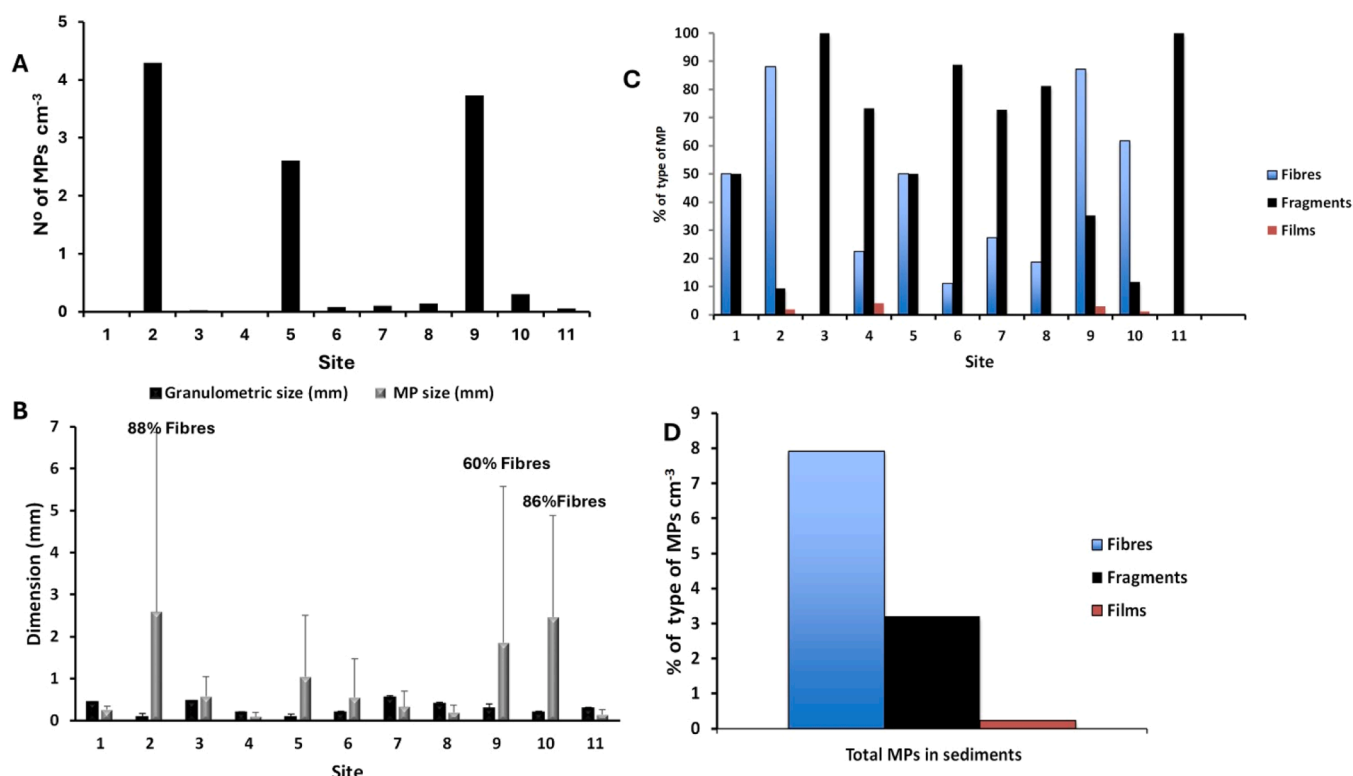 A
Nº of MPs cm-3
5
4
3
2
1
0
1 2 3 4 5 6 7 8 9 10 11
Site
C
% of type of MP
100
90
80
70
60
50
40
30
20
10
0
1 2 3 4 5 6 7 8 9 10 11
Site
Fibres
Fragments
Films
B
Granulometric size (mm) MP size (mm)
Dimension (mm)
7
6
5
4
3
2
1
0
88% Fibres
60% Fibres
86%Fibres
1 2 3 4 5 6 7 8 9 10 11
Site
D
% of type of MPs cm-3
9
8
7
6
5
4
3
2
1
0
Total MPs in sediments
Fibres
Fragments
Films